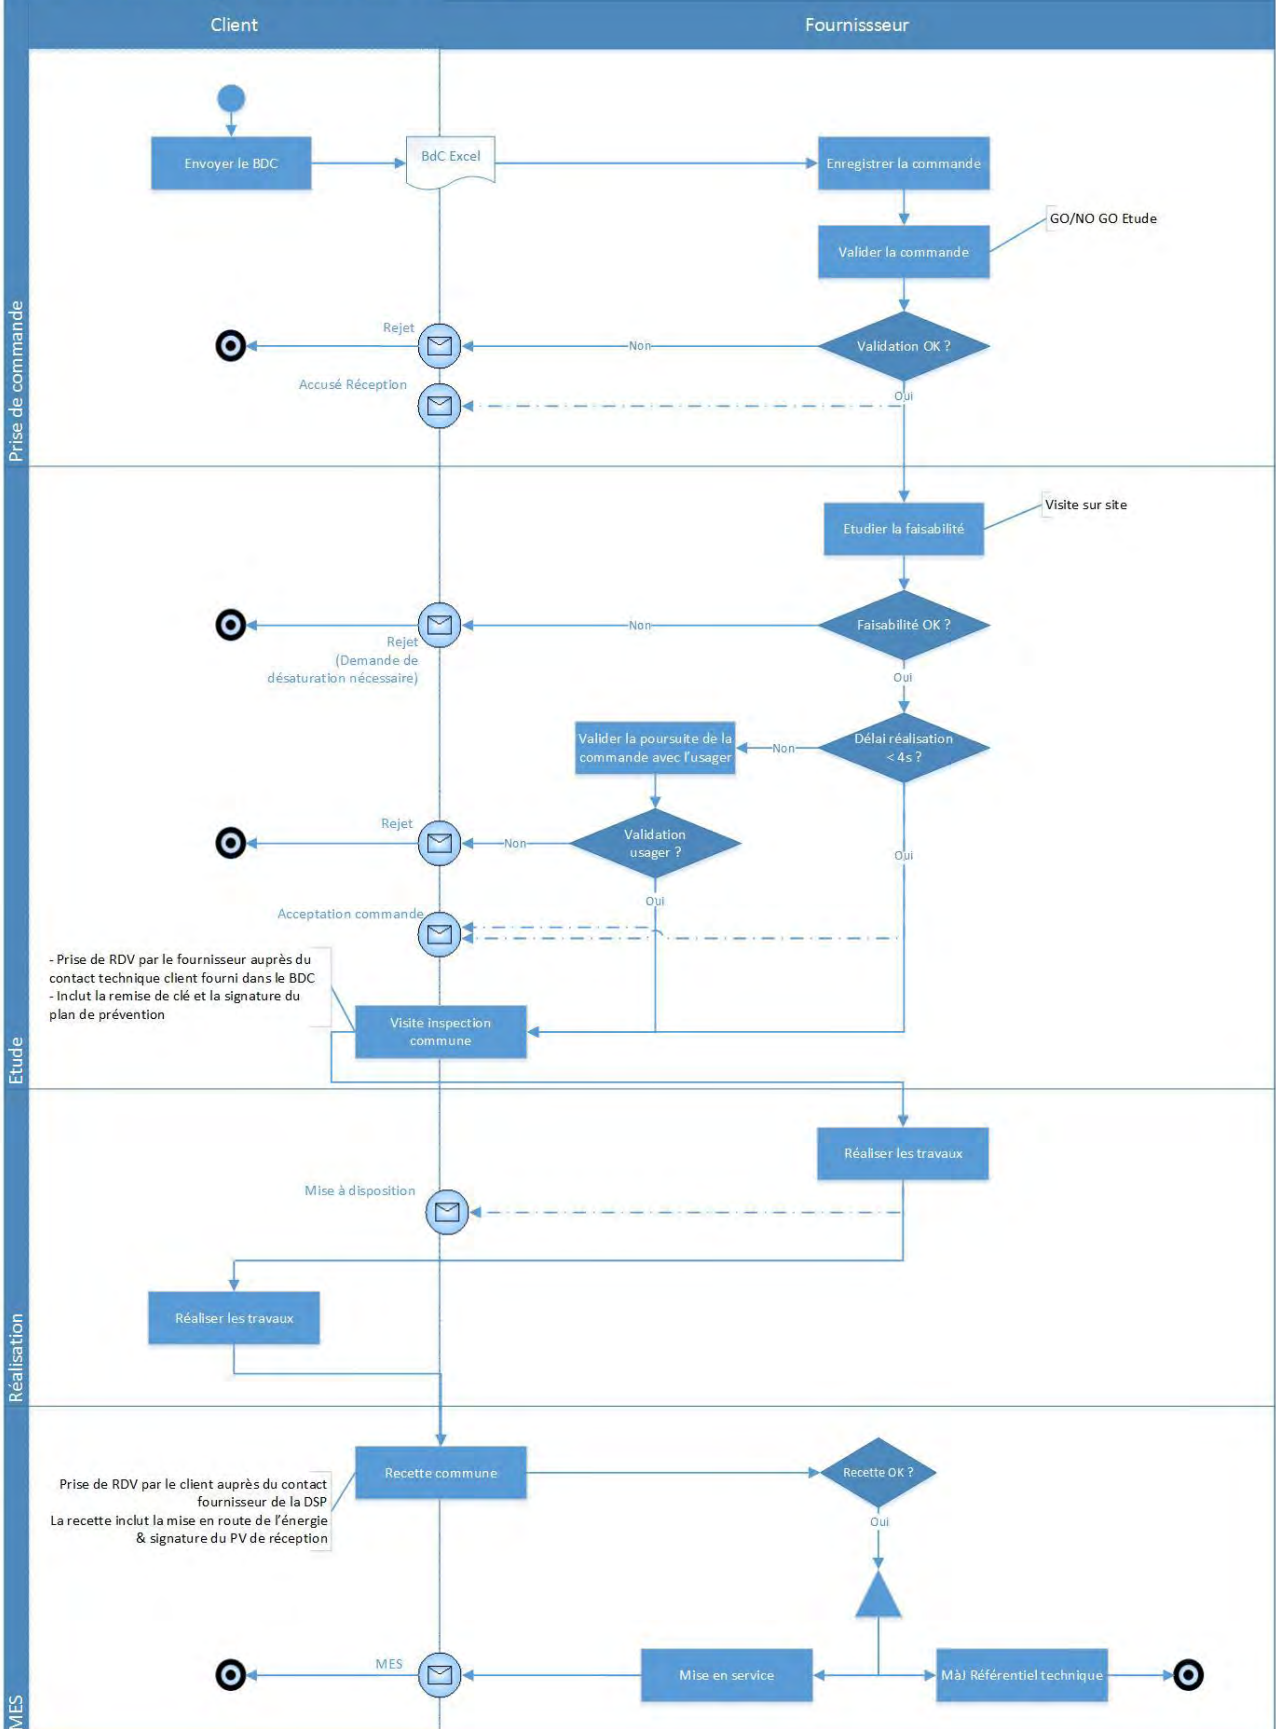 Client
Fournissseur
Prise de commande
Envoyer le BDC
BdC Excel
Enregistrer la commande
GO/NO GO Etude
Valider la commande
Rejet
Non
Validation OK ?
Accusé Réception
Oui
Etude
Visite sur site
Etudier la faisabilité
Non
Faisabilité OK ?
Rejet
(Demande de
désaturation nécessaire)
Oui
Valider la poursuite de la
commande avec l'usager
Non
Délai réalisation
< 4s ?
Rejet
Non
Validation
usager ?
Oui
Oui
Acceptation commande
- Prise de RDV par le fournisseur auprès du
contact technique client fourni dans le BDC
- Inclut la remise de clé et la signature du
plan de prévention
Visite inspection
commune
Réalisation
Réaliser les travaux
Mise à disposition
Réaliser les travaux
MES
Recette commune
Recette OK ?
Prise de RDV par le client auprès du contact
fournisseur de la DSP
La recette inclut la mise en route de l'énergie
& signature du PV de réception
Oui
MES
Mise en service
MàJ Référentiel technique